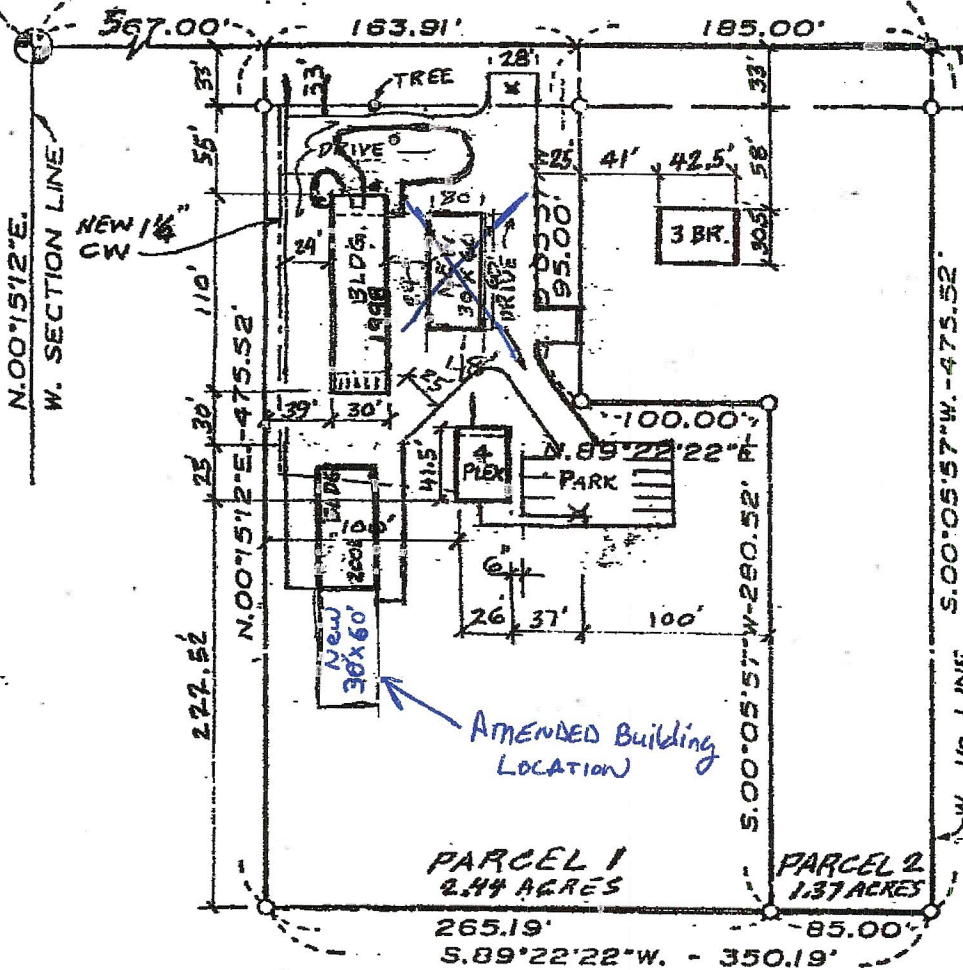 567.00'
163.91'
185.00'
33'
33'
28'
33'
TREE
X
55'
DRIVE
25'
41'
42.5'
58'
80
3 BR.
30.5'
NEW 1¼"
CW
24'
BLDG.
1998
DRIVE
95.00'
110'
N.00°15'12"E.
W. SECTION LINE
N.00°15'12"E.-475.52'
39'
30'
30'
25'
100.00'
N.89°22'22"E
41.5'
4
PLEX
PARK
BLDG
100'
6"
26'
37'
100'
222.52'
New
30'x60'
AMENDED Building
LOCATION
S.00°05'57"W-280.52'
S.00°05'57"W.-475.52'
PARCEL 1
2.44 ACRES
PARCEL 2
1.37 ACRES
265.19'
85.00'
S.89°22'22"W. - 350.19'